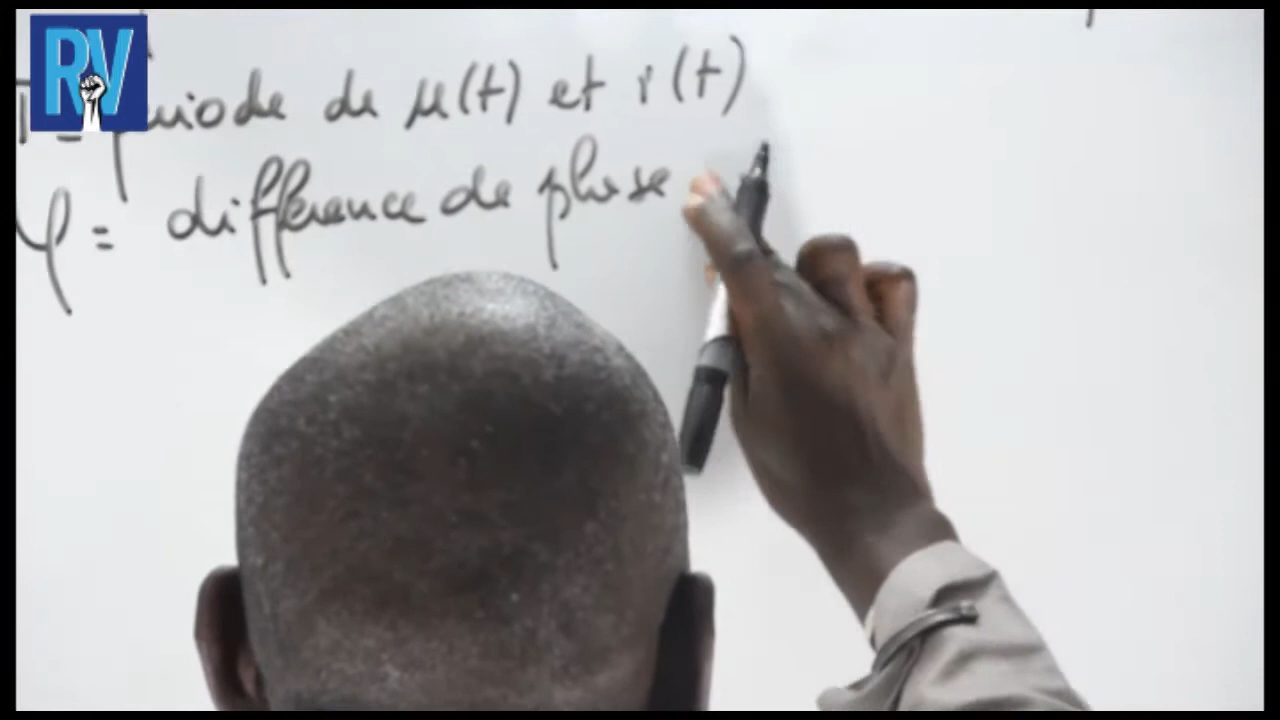 RV
T = période de u(t) et i(t)
φ = différence de phase